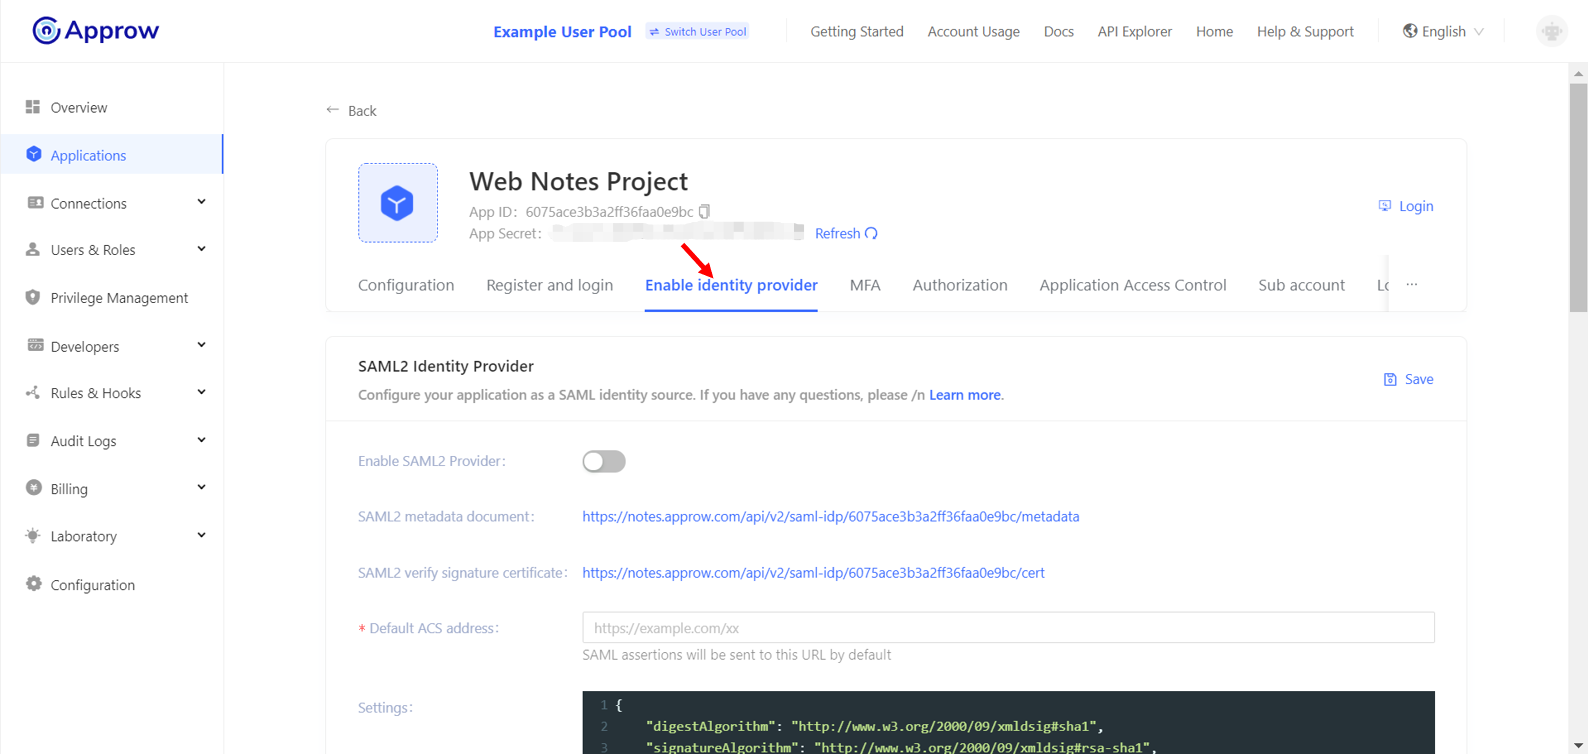 Approw
Example User Pool
Switch User Pool
Getting Started
Account Usage
Docs
API Explorer
Home
Help & Support
English
Overview
Applications
Connections
Users & Roles
Privilege Management
Developers
Rules & Hooks
Audit Logs
Billing
Laboratory
Configuration
← Back
Web Notes Project
App ID: 6075ace3b3a2ff36faa0e9bc
App Secret:
Refresh
Login
Configuration
Register and login
Enable identity provider
MFA
Authorization
Application Access Control
Sub account
...
SAML2 Identity Provider
Configure your application as a SAML identity source. If you have any questions, please /n Learn more.
Save
Enable SAML2 Provider:
SAML2 metadata document: https://notes.approw.com/api/v2/saml-idp/6075ace3b3a2ff36faa0e9bc/metadata
SAML2 verify signature certificate: https://notes.approw.com/api/v2/saml-idp/6075ace3b3a2ff36faa0e9bc/cert
* Default ACS address: https://example.com/xx
SAML assertions will be sent to this URL by default
Settings:
1 {
2 "digestAlgorithm": "http://www.w3.org/2000/09/xmldsig#sha1",
3 "signatureAlgorithm": "http://www.w3.org/2000/09/xmldsig#rsa-sha1",